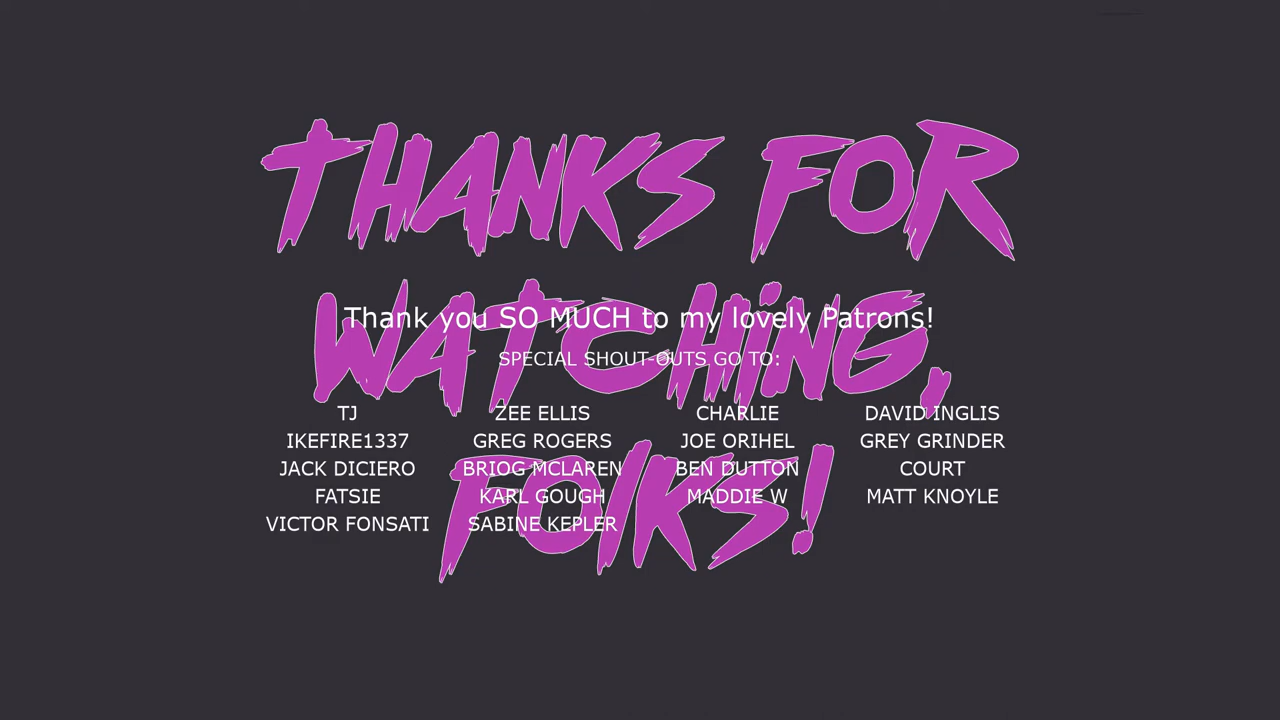 THANKS FOR
WATCHING,
FOLKS!
Thank you SO MUCH to my lovely Patrons!
SPECIAL SHOUT-OUTS GO TO:
TJ ZEE ELLIS CHARLIE DAVID INGLIS
IKEFIRE1337 GREG ROGERS JOE ORIHEL GREY GRINDER
JACK DICIERO BRIOG MCLAREN BEN DUTTON COURT
FATSIE KARL GOUGH MADDIE W MATT KNOYLE
VICTOR FONSATI SABINE KEPLER